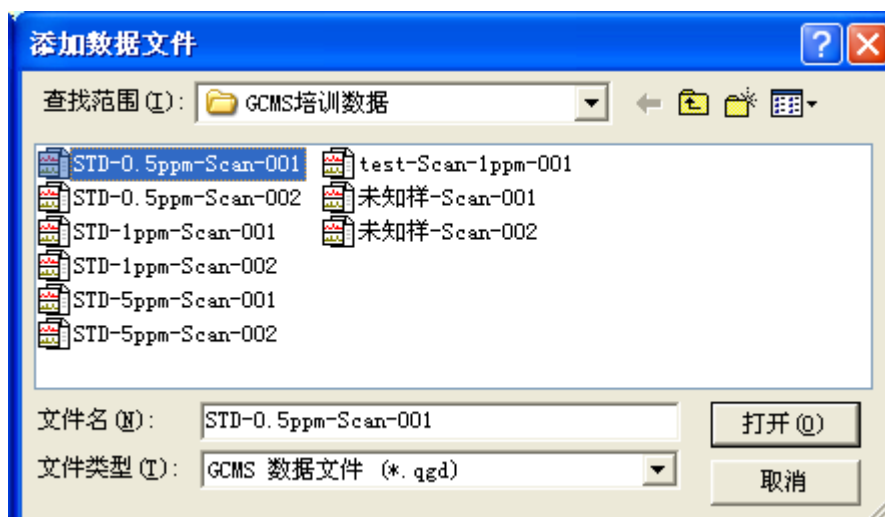 添加数据文件
查找范围(I): GCMS培训数据
STD-0.5ppm-Scan-001 test-Scan-1ppm-001
STD-0.5ppm-Scan-002 未知样-Scan-001
STD-1ppm-Scan-001 未知样-Scan-002
STD-1ppm-Scan-002
STD-5ppm-Scan-001
STD-5ppm-Scan-002
文件名(N): STD-0.5ppm-Scan-001 打开(O)
文件类型(T): GCMS 数据文件 (*.qgd) 取消